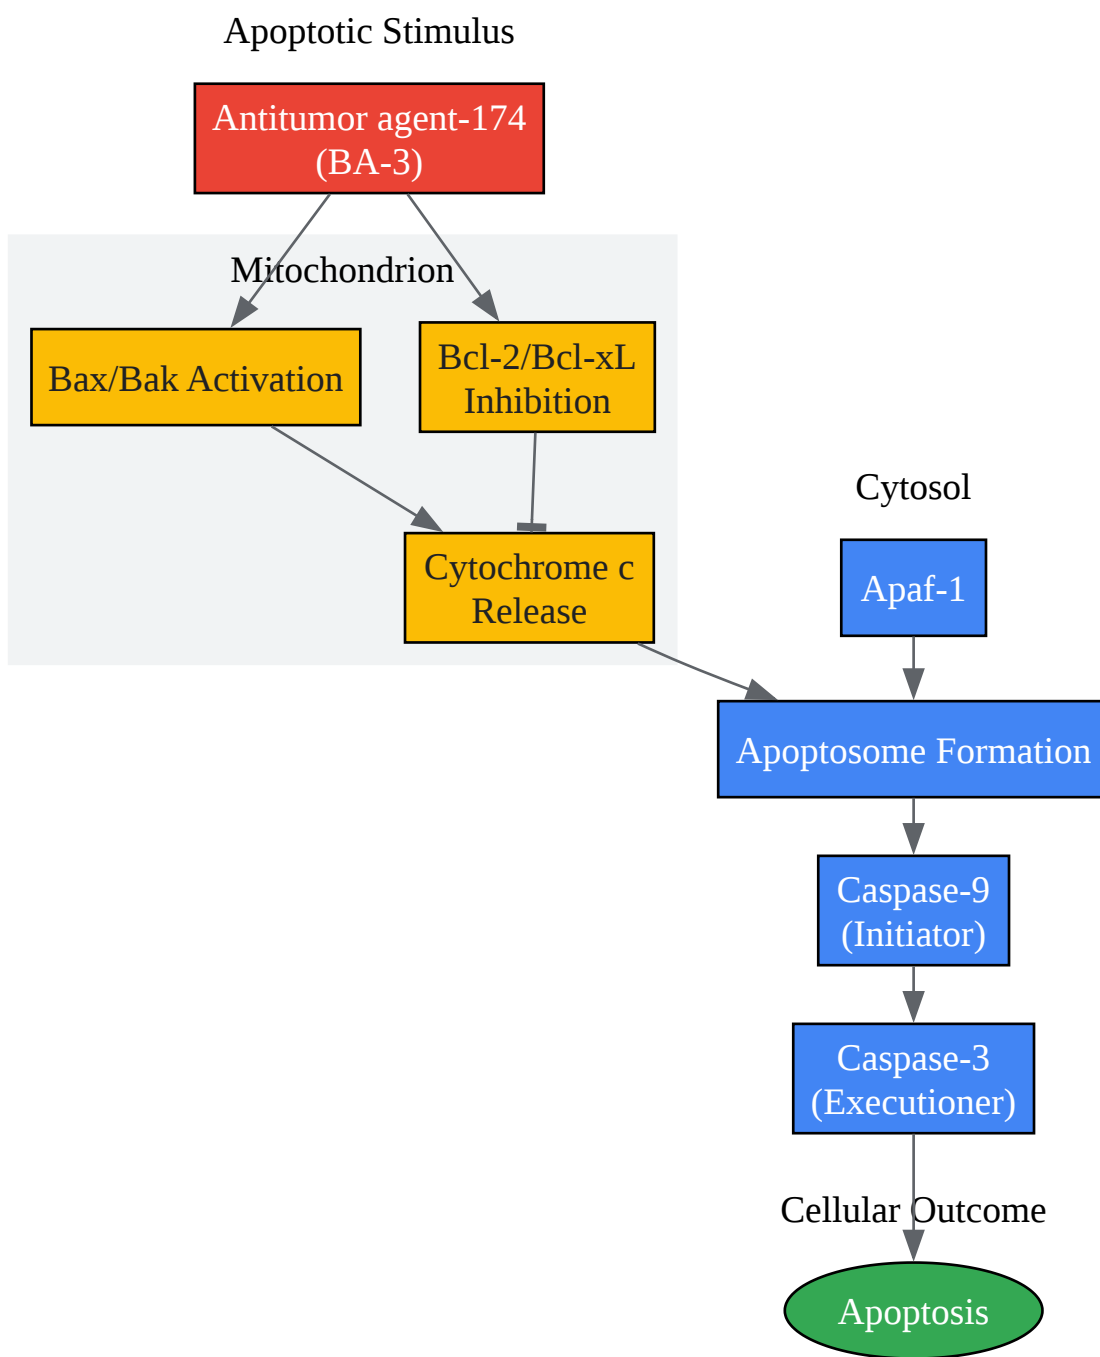 Apoptotic Stimulus
Antitumor agent-174
(BA-3)
Mitochondrion
Bax/Bak Activation
Bcl-2/Bcl-xL
Inhibition
Cytochrome c
Release
Cytosol
Apaf-1
Apoptosome Formation
Caspase-9
(Initiator)
Caspase-3
(Executioner)
Cellular Outcome
Apoptosis